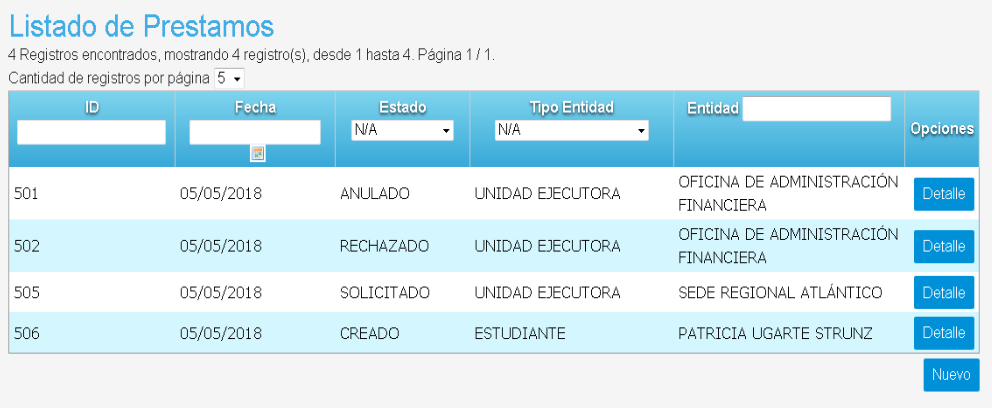 Listado de Prestamos
4 Registros encontrados, mostrando 4 registro(s), desde 1 hasta 4. Página 1 / 1.
Cantidad de registros por página 5
ID Fecha Estado Tipo Entidad Entidad Opciones
N/A N/A
501 05/05/2018 ANULADO UNIDAD EJECUTORA OFICINA DE ADMINISTRACIÓN FINANCIERA Detalle
502 05/05/2018 RECHAZADO UNIDAD EJECUTORA OFICINA DE ADMINISTRACIÓN FINANCIERA Detalle
505 05/05/2018 SOLICITADO UNIDAD EJECUTORA SEDE REGIONAL ATLÁNTICO Detalle
506 05/05/2018 CREADO ESTUDIANTE PATRICIA UGARTE STRUNZ Detalle
Nuevo